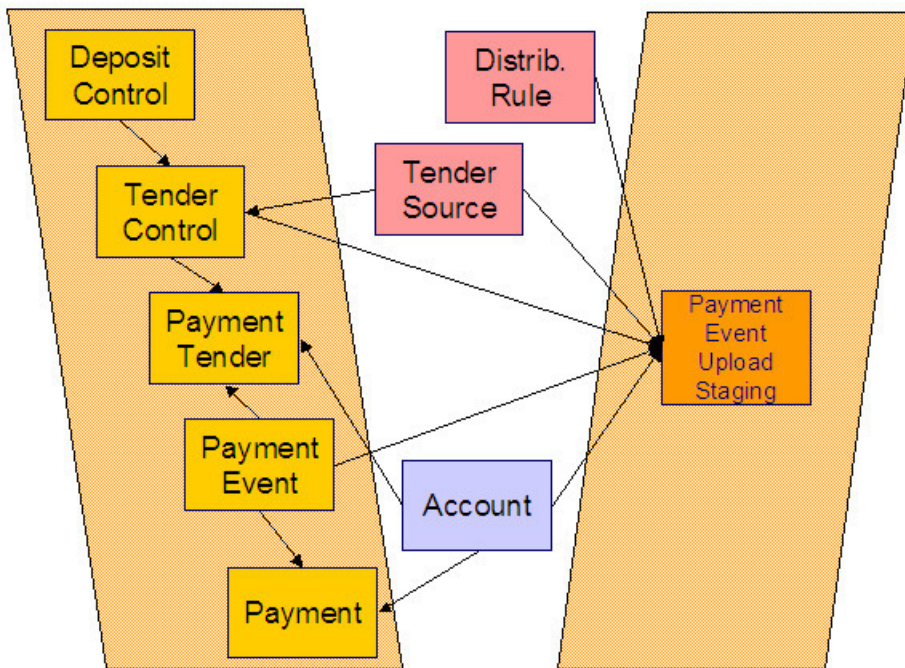 Deposit
Control
Distrib.
Rule
Tender
Control
Tender
Source
Payment
Tender
Payment
Event
Upload
Staging
Payment
Event
Account
Payment